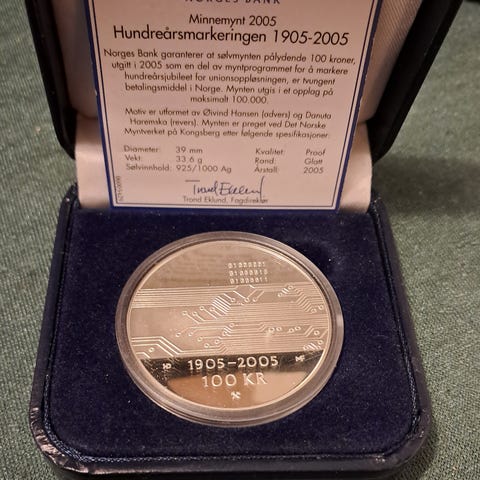 NORGES BANK
Minnemynt 2005
Hundreårsmarkeringen 1905-2005
Norges Bank garanterer at sølvmynten pålydende 100 kroner,
utgitt i 2005 som en del av myntprogrammet for å markere
hundreårsjubileet for unionsoppløsningen, er tvungent
betalingsmiddel i Norge. Mynten utgis i et opplag på
maksimalt 100.000.
Motiv er utformet av Øivind Hansen (advers) og Danuta
Haremska (revers). Mynten er preget ved Det Norske
Myntverket på Kongsberg etter følgende spesifikasjoner:
Diameter: 39 mm Kvalitet: Proof
Vekt: 33.6 g Rand: Glatt
Sølvinnhold: 925/1000 Ag Årstall: 2005
Trond Eklund
Trond Eklund, Fagdirektør
1905-2005
100 KR